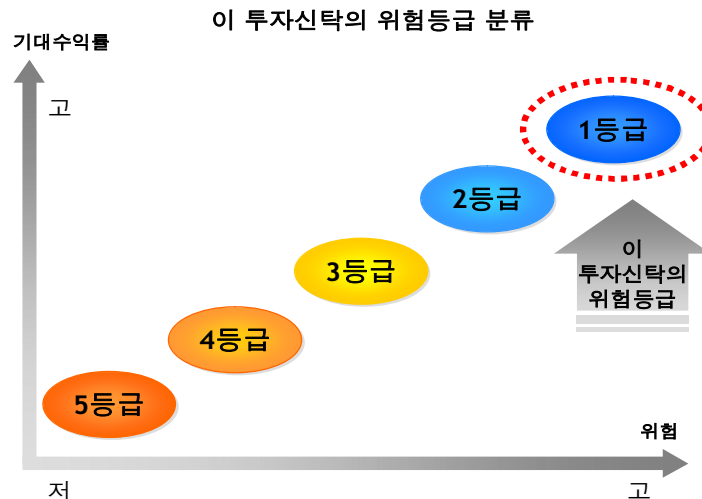 이 투자신탁의 위험등급 분류
기대수익률
고
1등급
2등급
이
투자신탁의
위험등급
3등급
4등급
5등급
위험
저
고